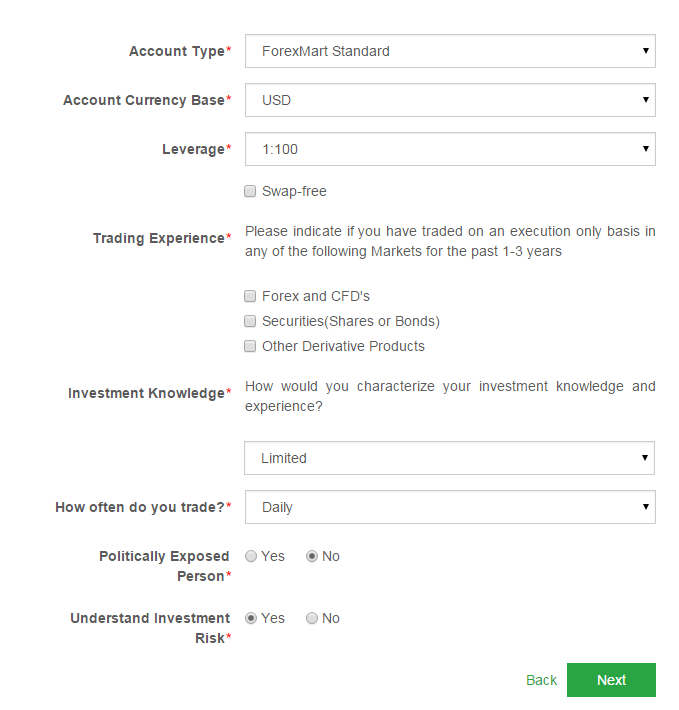 Account Type* ForexMart Standard
Account Currency Base* USD
Leverage* 1:100
Swap-free
Trading Experience* Please indicate if you have traded on an execution only basis in
any of the following Markets for the past 1-3 years
Forex and CFD's
Securities(Shares or Bonds)
Other Derivative Products
Investment Knowledge* How would you characterize your investment knowledge and
experience?
Limited
How often do you trade?* Daily
Politically Exposed Yes No
Person*
Understand Investment Yes No
Risk*
Back Next